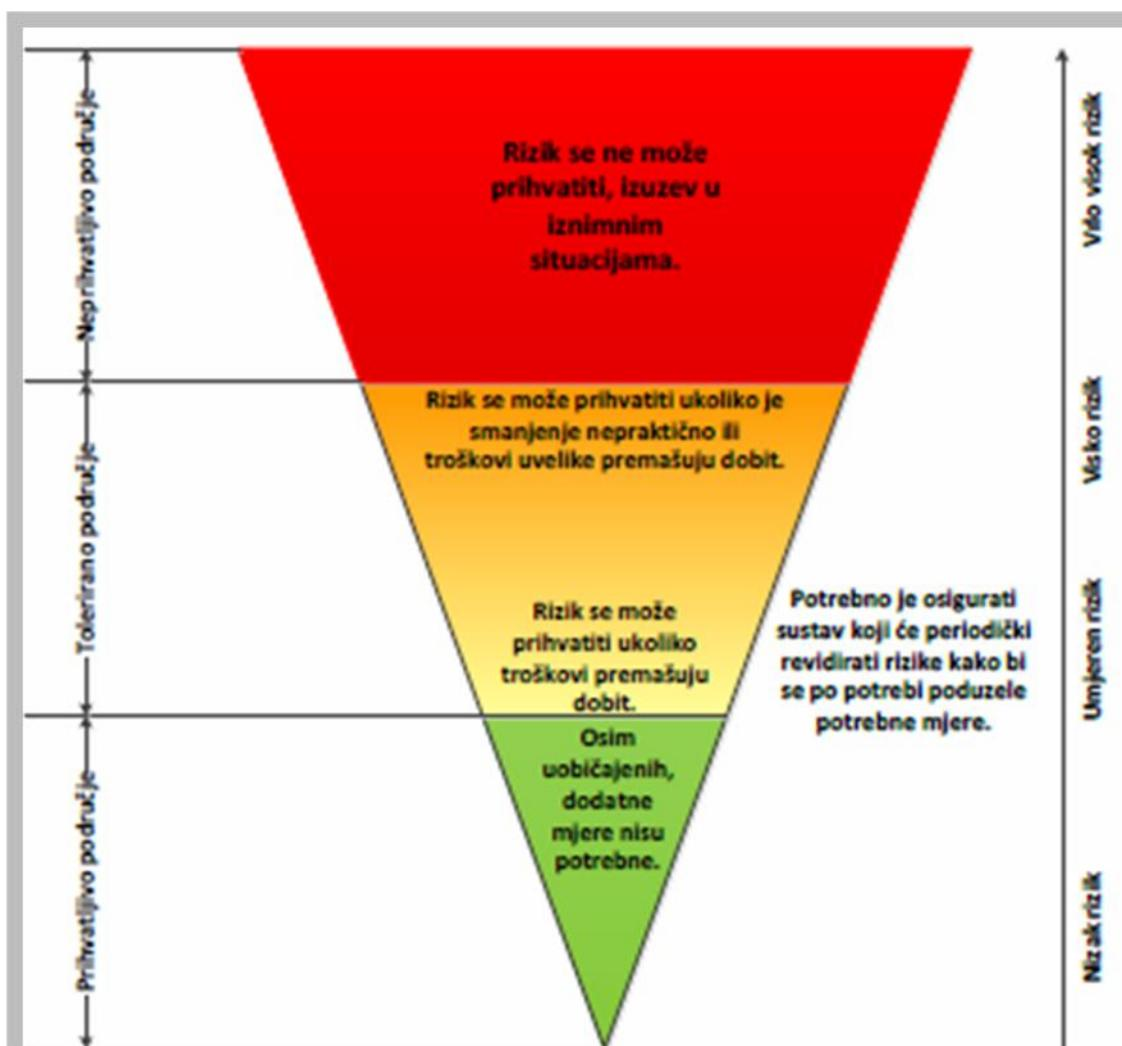 Neprihvatljivo područje
Rizik se ne može
prihvatiti, izuzev u
iznimnim
situacijama.
Vrlo visok rizik
Tolerirano područje
Rizik se može prihvatiti ukoliko je
smanjenje nepraktično ili
troškovi uvelike premašuju dobit.
Visko rizik
Rizik se može
prihvatiti ukoliko
troškovi premašuju
dobit.
Potrebno je osigurati
sustav koji će periodički
revidirati rizike kako bi
se po potrebi poduzele
potrebne mjere.
Umjeren rizik
Prihvatljivo područje
Osim
uobičajenih,
dodatne
mjere nisu
potrebne.
Nizak rizik